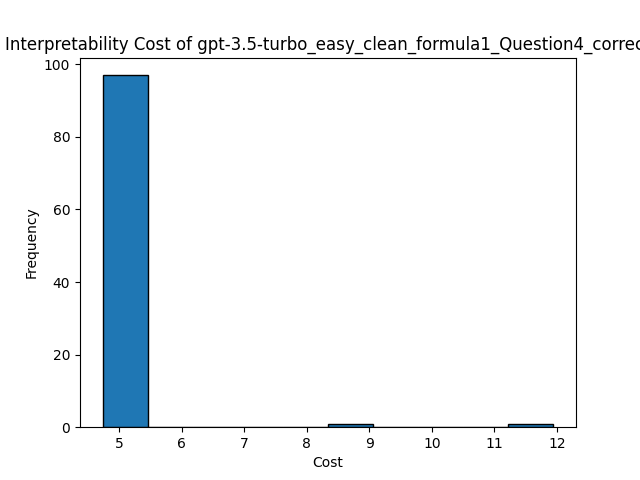 Interpretability Cost of gpt-3.5-turbo_easy_clean_formula1_Question4_correc
100
80
60
40
20
0
Frequency
5 6 7 8 9 10 11 12
Cost